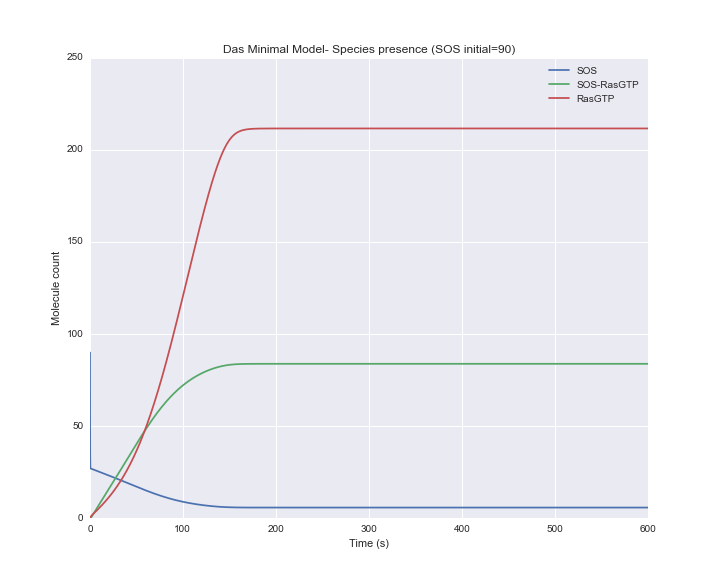 Das Minimal Model- Species presence (SOS initial=90)
250
200
150
100
50
0
Molecule count
SOS
SOS-RasGTP
RasGTP
0 100 200 300 400 500 600
Time (s)